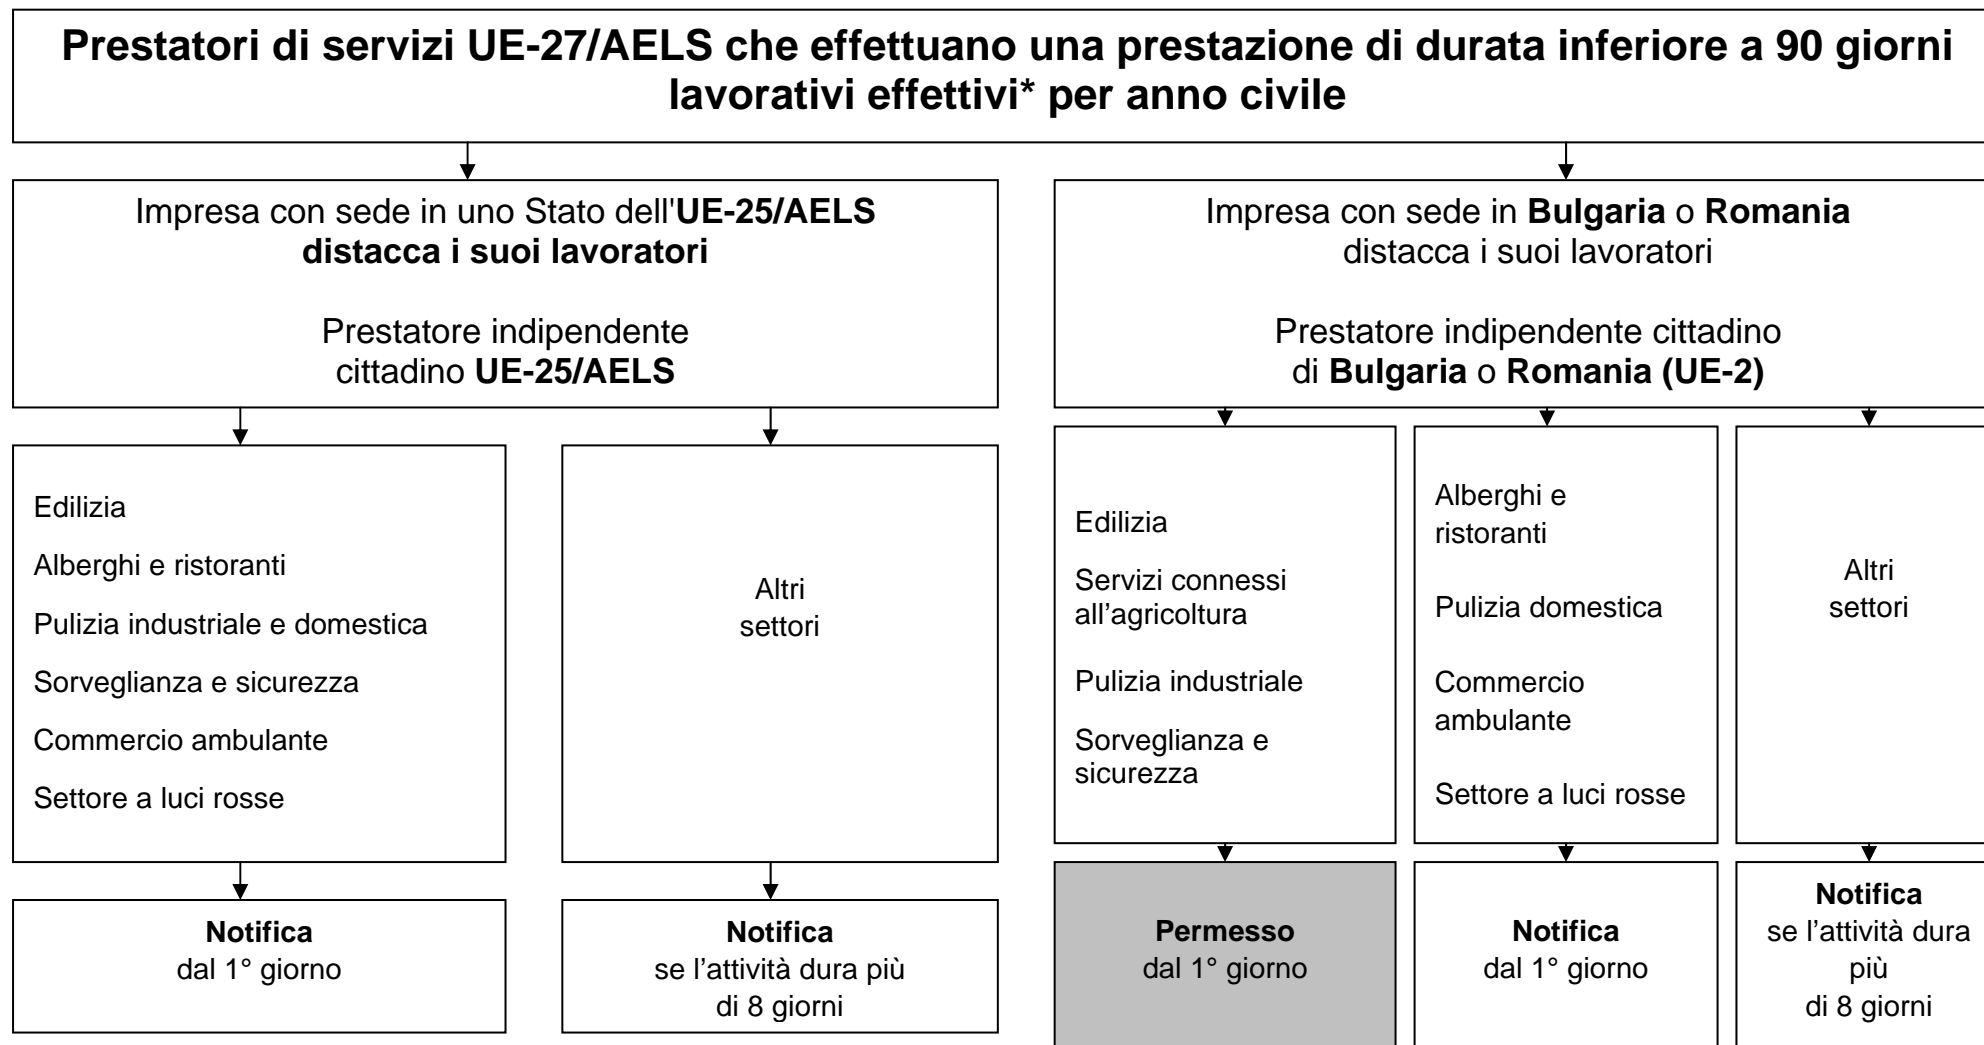 Prestatori di servizi UE-27/AELS che effettuano una prestazione di durata inferiore a 90 giorni
lavorativi effettivi* per anno civile
Impresa con sede in uno Stato dell'UE-25/AELS
distacca i suoi lavoratori
Prestatore indipendente
cittadino UE-25/AELS
Impresa con sede in Bulgaria o Romania
distacca i suoi lavoratori
Prestatore indipendente cittadino
di Bulgaria o Romania (UE-2)
Edilizia
Alberghi e ristoranti
Pulizia industriale e domestica
Sorveglianza e sicurezza
Commercio ambulante
Settore a luci rosse
Altri
settori
Edilizia
Servizi connessi
all’agricoltura
Pulizia industriale
Sorveglianza e
sicurezza
Alberghi e
ristoranti
Pulizia domestica
Commercio
ambulante
Settore a luci rosse
Altri
settori
Notifica
dal 1° giorno
Notifica
se l’attività dura più
di 8 giorni
Permesso
dal 1° giorno
Notifica
dal 1° giorno
Notifica
se l’attività dura
più
di 8 giorni